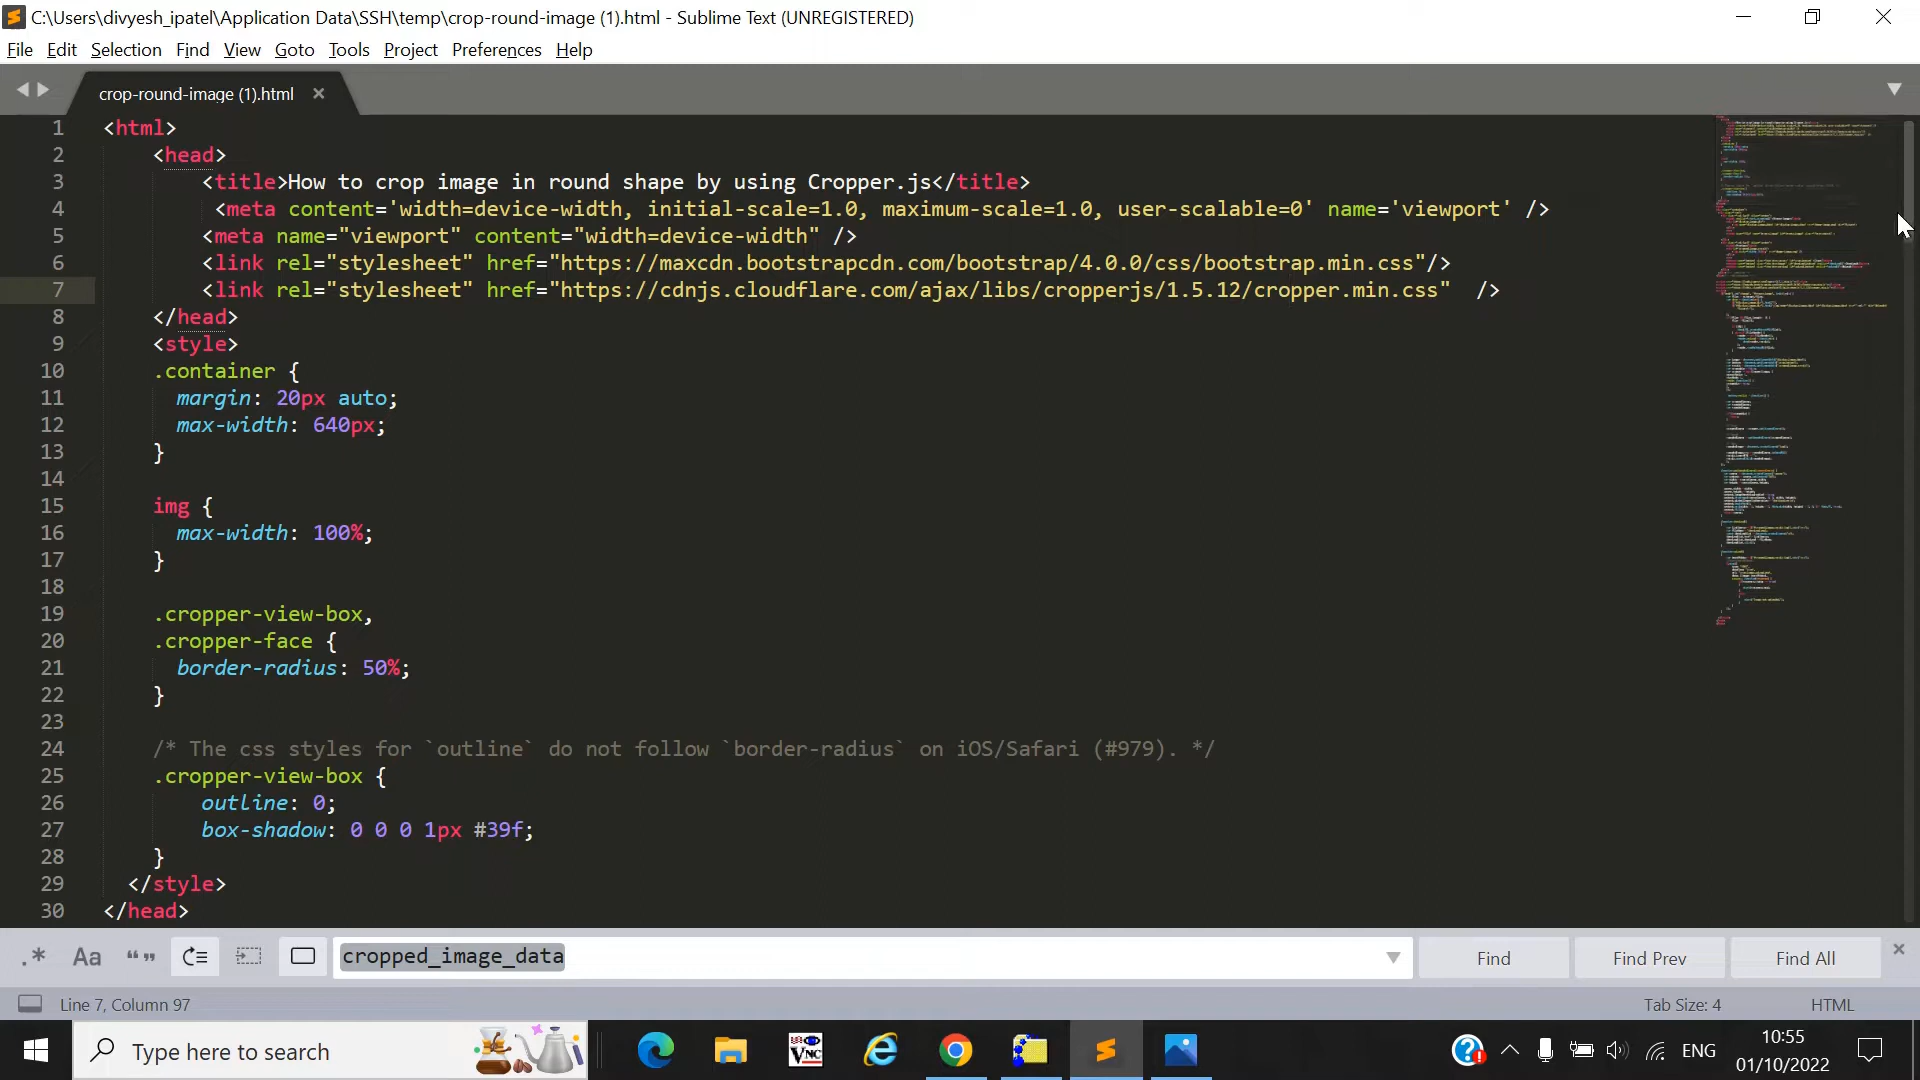 C:\Users\divyesh_ipatel\Application Data\SSH\temp\crop-round-image (1).html - Sublime Text (UNREGISTERED)
File Edit Selection Find View Goto Tools Project Preferences Help
crop-round-image (1).html
1 <html>
2 <head>
3 <title>How to crop image in round shape by using Cropper.js</title>
4 <meta content='width=device-width, initial-scale=1.0, maximum-scale=1.0, user-scalable=0' name='viewport' />
5 <meta name="viewport" content="width=device-width" />
6 <link rel="stylesheet" href="https://maxcdn.bootstrapcdn.com/bootstrap/4.0.0/css/bootstrap.min.css"/>
7 <link rel="stylesheet" href="https://cdnjs.cloudflare.com/ajax/libs/cropperjs/1.5.12/cropper.min.css" />
8 </head>
9 <style>
10 .container {
11 margin: 20px auto;
12 max-width: 640px;
13 }
14
15 img {
16 max-width: 100%;
17 }
18
19 .cropper-view-box,
20 .cropper-face {
21 border-radius: 50%;
22 }
23
24 /* The css styles for `outline` do not follow `border-radius` on iOS/Safari (#979). */
25 .cropper-view-box {
26 outline: 0;
27 box-shadow: 0 0 0 1px #39f;
28 }
29 </style>
30 </head>
.* Aa “” cropped_image_data Find Find Prev Find All
Line 7, Column 97 Tab Size: 4 HTML
Type here to search
VNC
ENG
10:55
01/10/2022